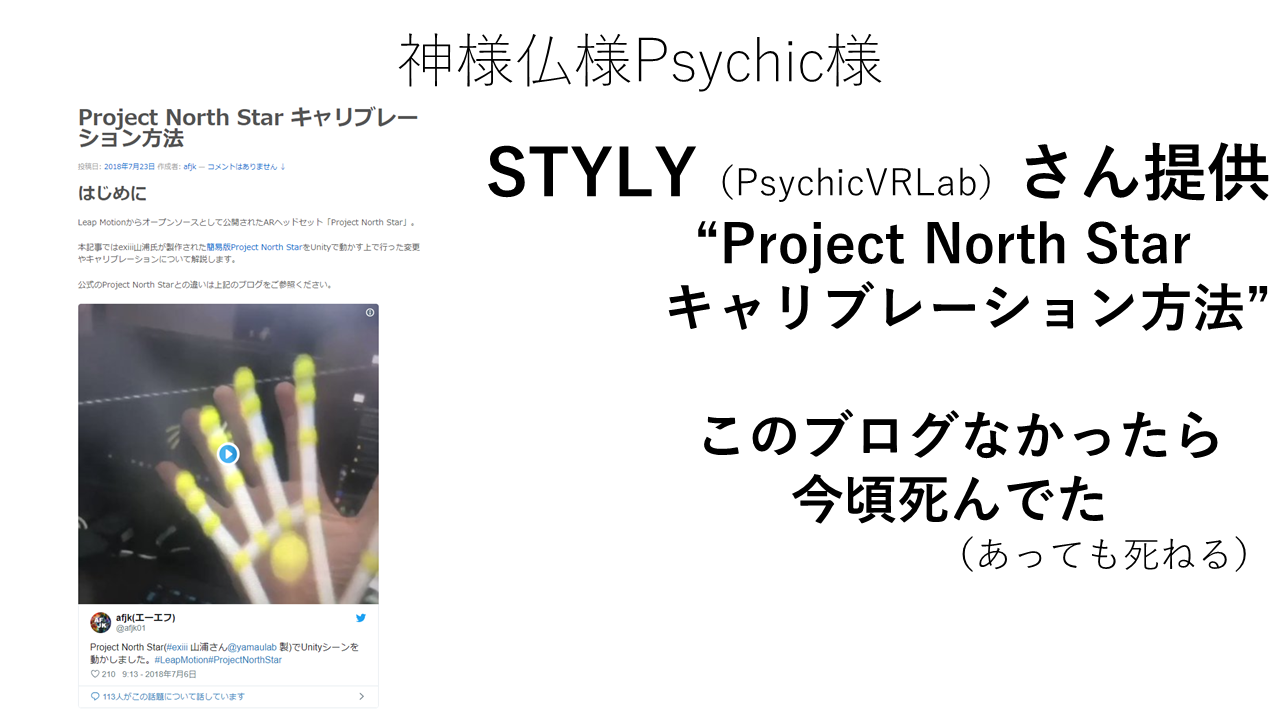 神様仏様Psychic様
Project North Star キャリブレー
ション方法
投稿日: 2018年7月23日 作成者: afjk — コメントはありません ↓
はじめに
Leap Motionからオープンソースとして公開されたARヘッドセット「Project North Star」。
本記事ではexiii山浦氏が製作された簡易版Project North StarをUnityで動かす上で行った変更
やキャリブレーションについて解説します。
公式のProject North Starとの違いは上記のブログをご参照ください。
afjk(エーエフ)
@afjk01
Project North Star(#exiii 山浦さん@yamaulab 製)でUnityシーンを
動かしました。#LeapMotion#ProjectNorthStar
210 9:13 - 2018年7月6日
113人がこの話題について話しています
STYLY（PsychicVRLab）さん提供
“Project North Star
キャリブレーション方法”
このブログなかったら
今頃死んでた
（あっても死ねる）